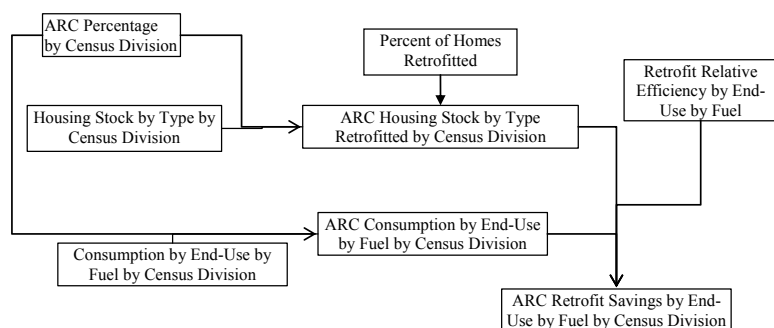 ARC Percentage
by Census Division
Percent of Homes
Retrofitted
Retrofit Relative
Efficiency by End-
Use by Fuel
Housing Stock by Type by
Census Division
ARC Housing Stock by Type
Retrofitted by Census Division
ARC Consumption by End-Use
by Fuel by Census Division
Consumption by End-Use by
Fuel by Census Division
ARC Retrofit Savings by End-
Use by Fuel by Census Division